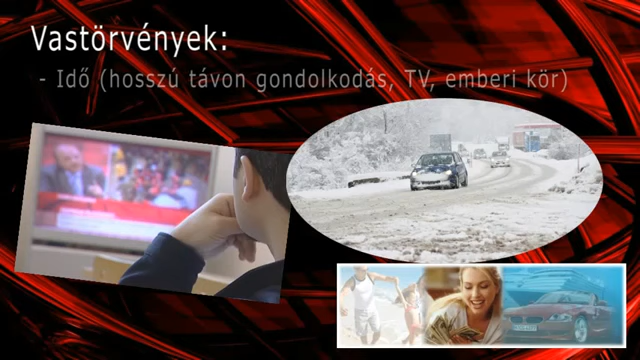 Vastörvények:
- Idő (hosszú távon gondolkodás, TV, emberi kör)